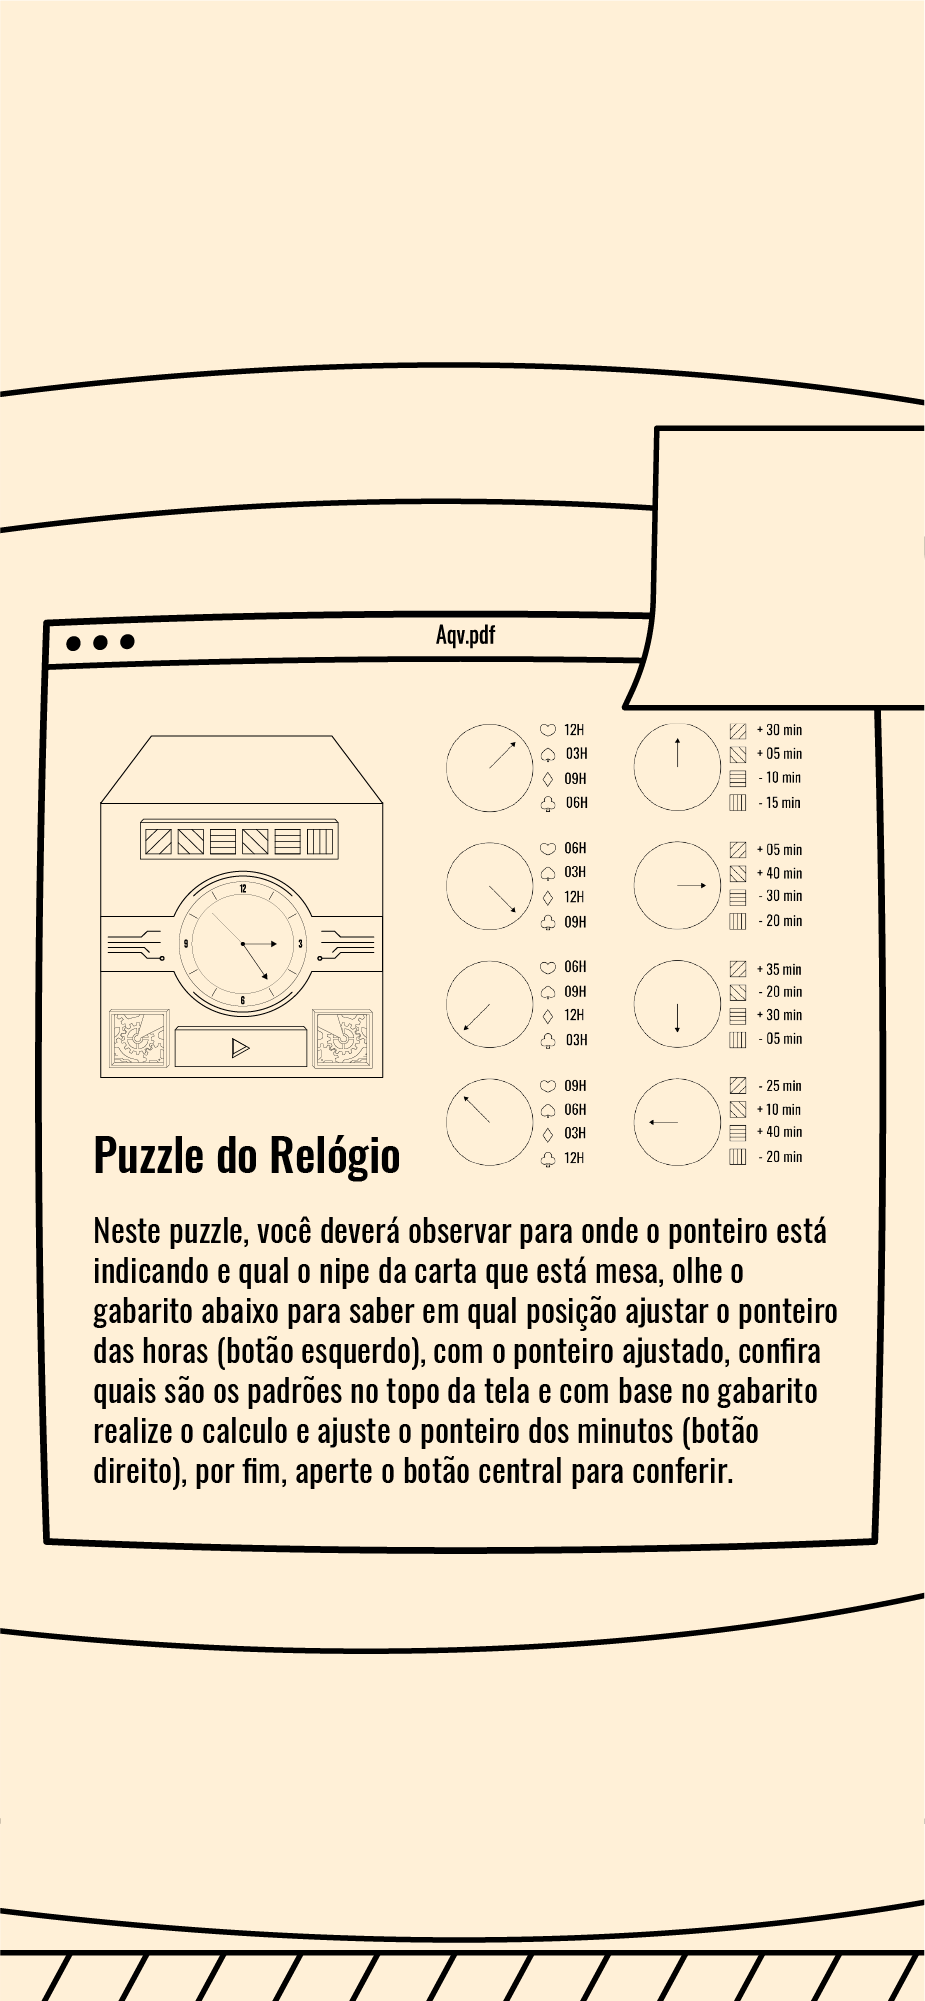 Aqv.pdf
12
3
6
9
12H
03H
09H
06H
+ 30 min
+ 05 min
- 10 min
- 15 min
06H
03H
12H
09H
+ 05 min
+ 40 min
- 30 min
- 20 min
06H
09H
12H
03H
+ 35 min
- 20 min
+ 30 min
- 05 min
09H
06H
03H
12H
- 25 min
+ 10 min
+ 40 min
- 20 min
Puzzle do Relógio
Neste puzzle, você deverá observar para onde o ponteiro está
indicando e qual o nipe da carta que está mesa, olhe o
gabarito abaixo para saber em qual posição ajustar o ponteiro
das horas (botão esquerdo), com o ponteiro ajustado, confira
quais são os padrões no topo da tela e com base no gabarito
realize o calculo e ajuste o ponteiro dos minutos (botão
direito), por fim, aperte o botão central para conferir.